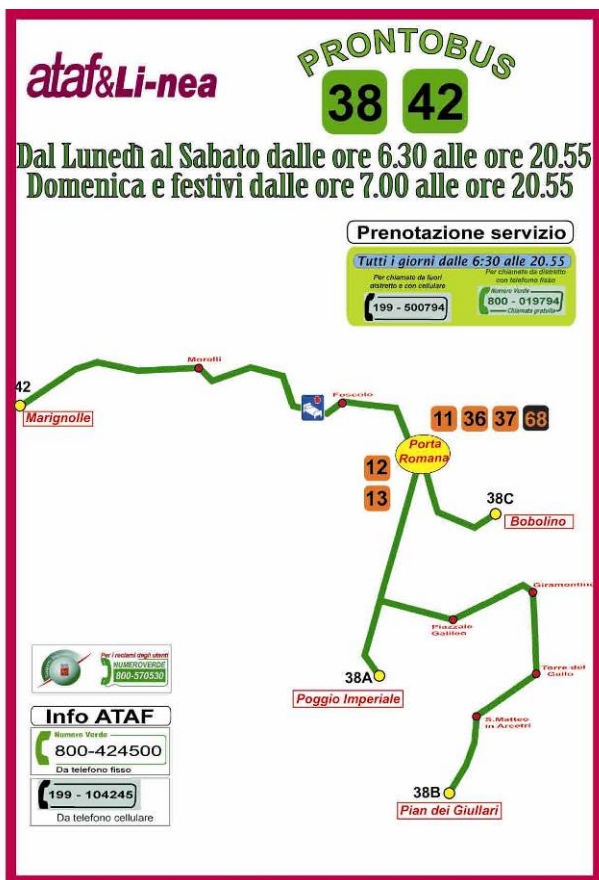 ataf&Li-nea
PRONTOBUS
38 42
Dal Lunedì al Sabato dalle ore 6.30 alle ore 20.55
Domenica e festivi dalle ore 7.00 alle ore 20.55
Prenotazione servizio
Tutti i giorni dalle 6:30 alle 20.55
Per chiamate da fuori
distretto e con cellulare
199 - 500794
Per chiamate da distretto
con telefono fisso
Numero Verde
800 - 019794
Chiamata gratuita
42
Marignolle
Morelli
Foscolo
11 36 37 68
Porta
Romana
12
13
38C
Bobolino
Giramontino
Piazzale
Galileo
Torre del
Gallo
38A
Poggio Imperiale
S.Matteo
in Arcetri
38B
Pian dei Giullari
Per i reclami degli utenti
NUMEROVERDE
800-570530
Info ATAF
Numero Verde
800-424500
Da telefono fisso
199 - 104245
Da telefono cellulare